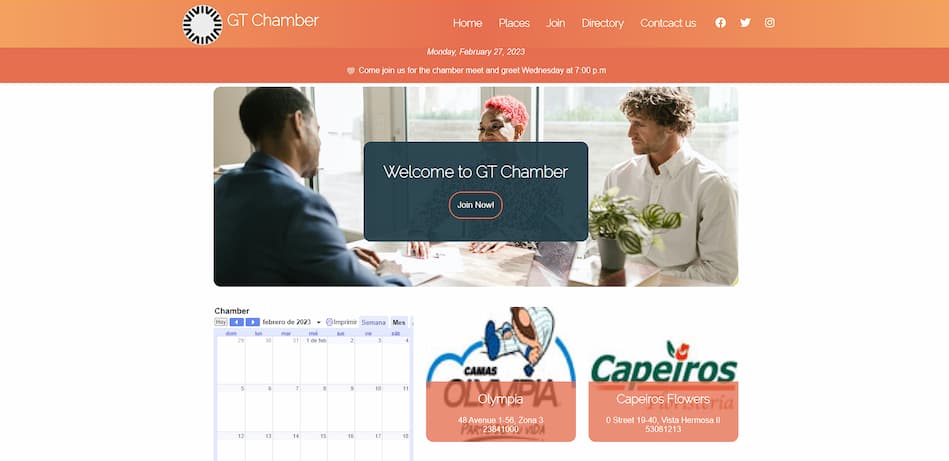 GT Chamber
Home Places Join Directory Contcact us
Monday, February 27, 2023
Come join us for the chamber meet and greet Wednesday at 7:00 p.m
Welcome to GT Chamber
Join Now!
Chamber
Hoy febrero de 2023 Imprimir Semana Mes
dom lun mar mié jue vie sáb
29 30 31 1 de feb 2 3 4
5 6 7 8 9 10 11
12 13 14 15 16 17 18
CAMAS
OLYMPIA
Olympia
48 Avenue 1-56, Zona 3
23841000
Capeiros
Floristería
Capeiros Flowers
0 Street 19-40, Vista Hermosa II
53081213